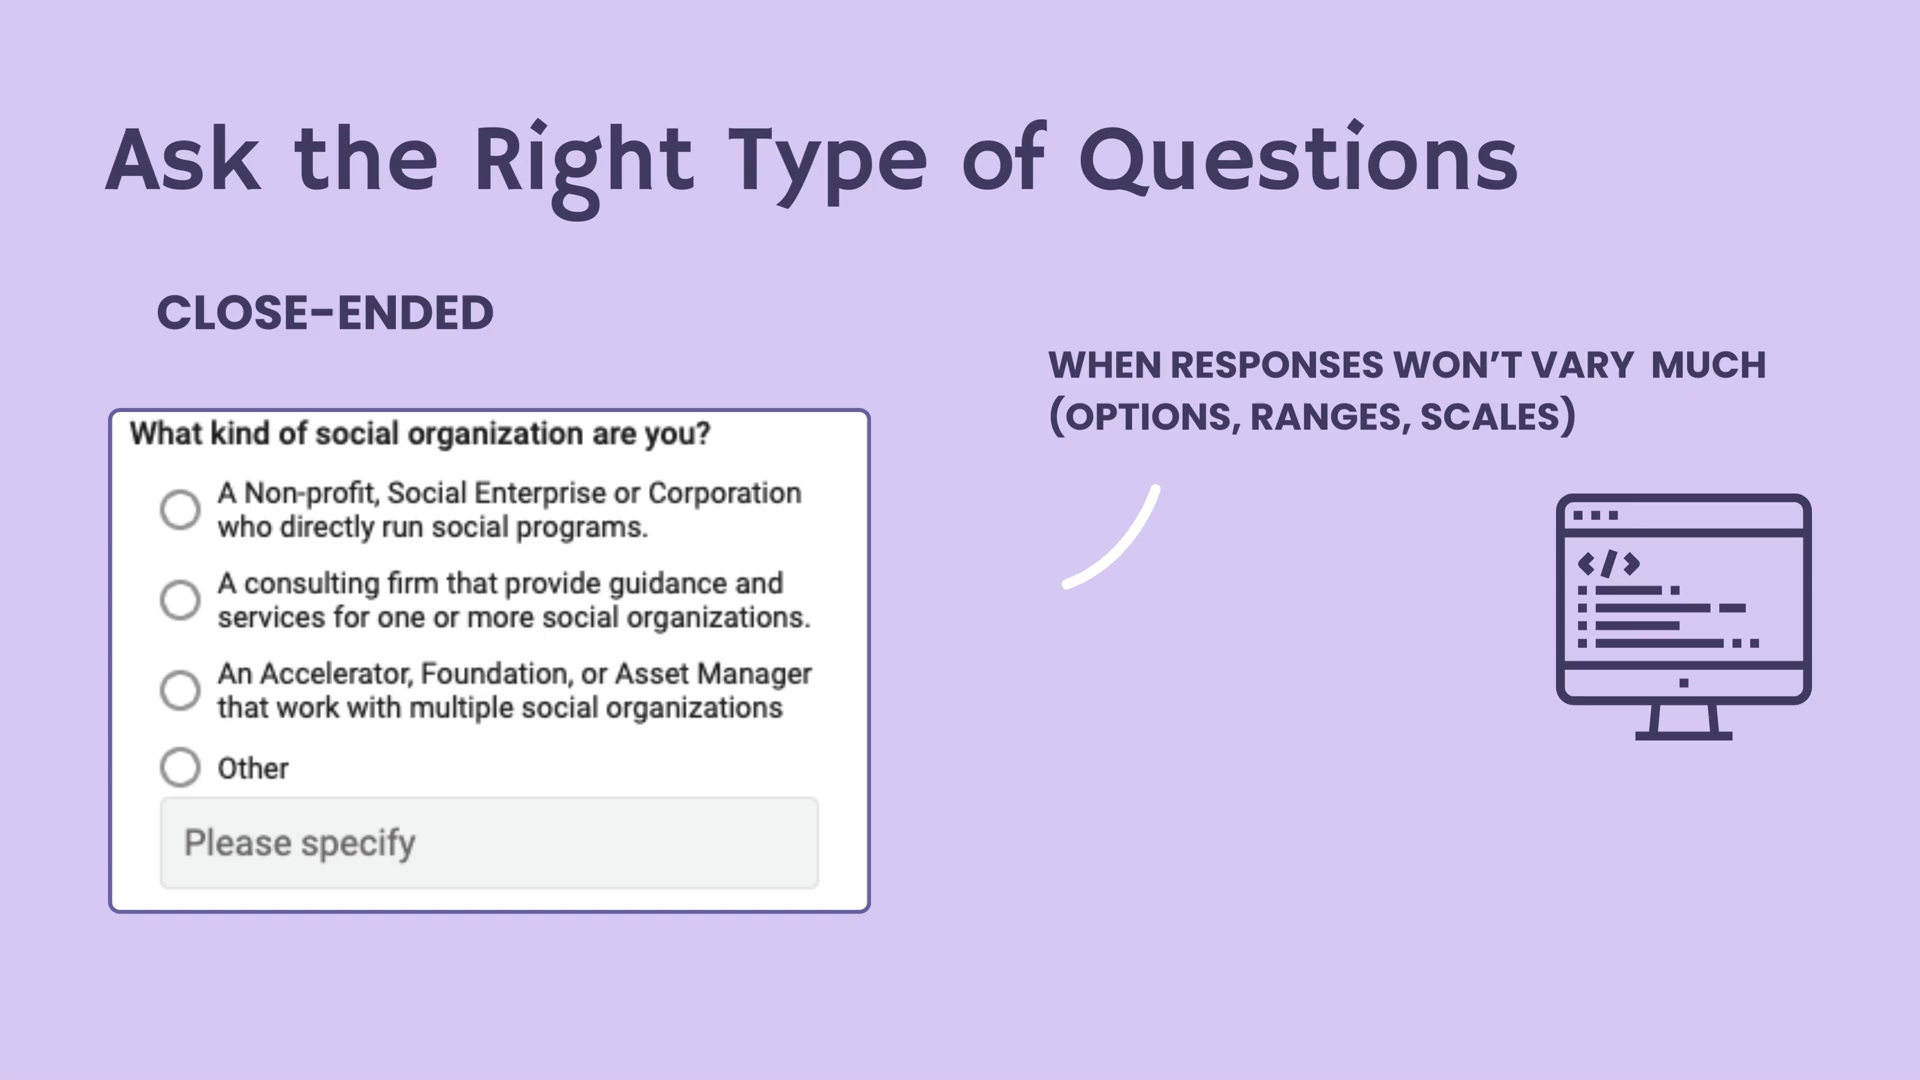 Ask the Right Type of Questions
CLOSE-ENDED
WHEN RESPONSES WON’T VARY MUCH
(OPTIONS, RANGES, SCALES)
What kind of social organization are you?
A Non-profit, Social Enterprise or Corporation
who directly run social programs.
A consulting firm that provide guidance and
services for one or more social organizations.
An Accelerator, Foundation, or Asset Manager
that work with multiple social organizations
Other
Please specify